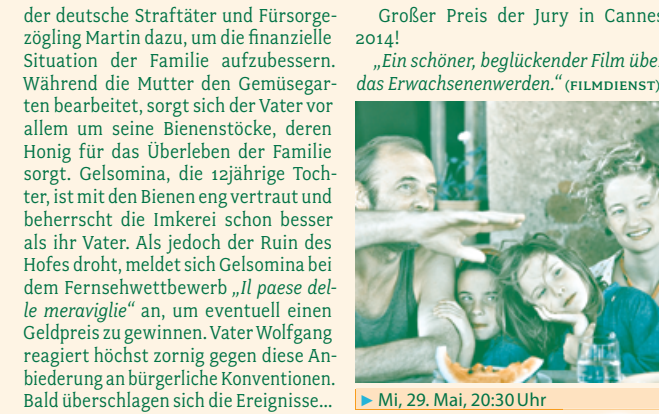 der deutsche Straftäter und Fürsorge-
zögling Martin dazu, um die finanzielle
Situation der Familie aufzubessern.
Während die Mutter den Gemüsegar-
ten bearbeitet, sorgt sich der Vater vor
allem um seine Bienenstöcke, deren
Honig für das Überleben der Familie
sorgt. Gelsomina, die 12jährige Toch-
ter, ist mit den Bienen eng vertraut und
beherrscht die Imkerei schon besser
als ihr Vater. Als jedoch der Ruin des
Hofes droht, meldet sich Gelsomina bei
dem Fernsehwettbewerb „Il paese del-
le meraviglie“ an, um eventuell einen
Geldpreis zu gewinnen. Vater Wolfgang
reagiert höchst zornig gegen diese An-
biederung an bürgerliche Konventionen.
Bald überschlagen sich die Ereignisse...
Großer Preis der Jury in Cannes
2014!
„Ein schöner, beglückender Film über
das Erwachsenenwerden.“ (FILMDIENST)
▶ Mi, 29. Mai, 20:30 Uhr